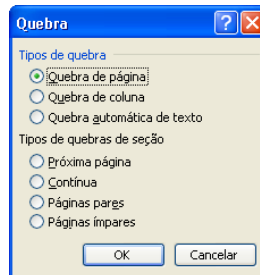 Quebra
Tipos de quebra
Quebra de página
Quebra de coluna
Quebra automática de texto
Tipos de quebras de seção
Próxima página
Contínua
Páginas pares
Páginas ímpares
OK Cancelar